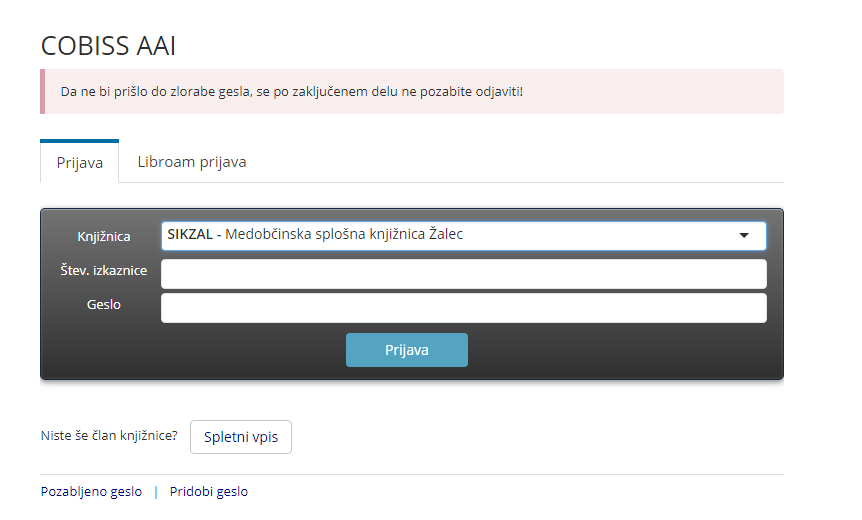 COBISS AAI
Da ne bi prišlo do zlorabe gesla, se po zaključenem delu ne pozabite odjaviti!
Prijava Libroam prijava
Knjižnica SIKZAL - Medobčinska splošna knjižnica Žalec
Štev. izkaznice
Geslo
Prijava
Niste še član knjižnice? Spletni vpis
Pozabljeno geslo | Pridobi geslo